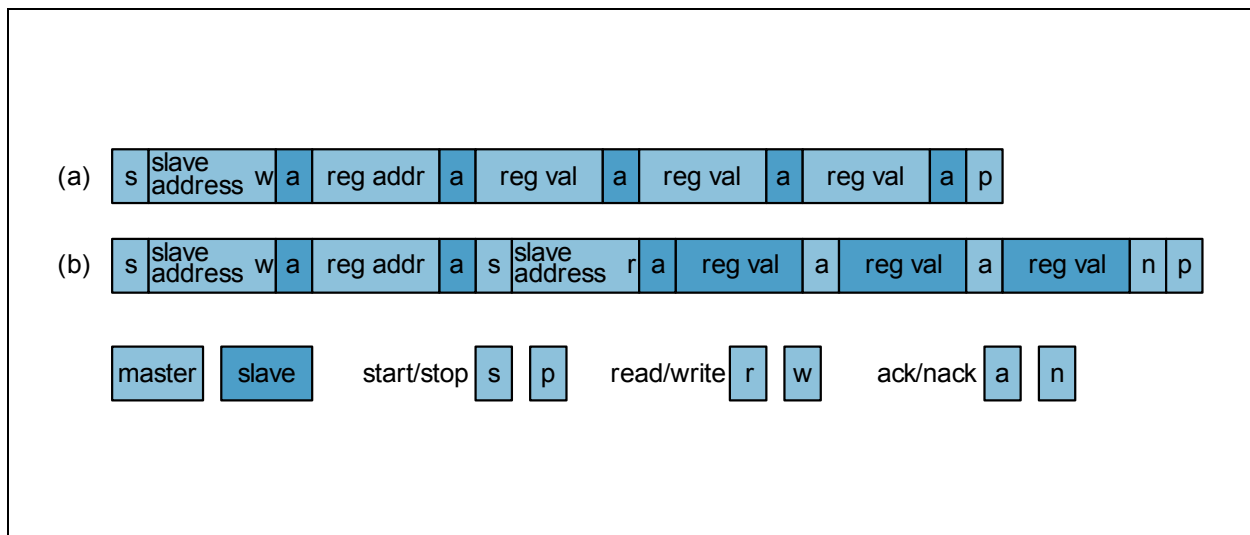 (a) s slave address w a reg addr a reg val a reg val a reg val a p
(b) s slave address w a reg addr a s slave address r a reg val a reg val a reg val n p
master slave start/stop s p read/write r w ack/nack a n